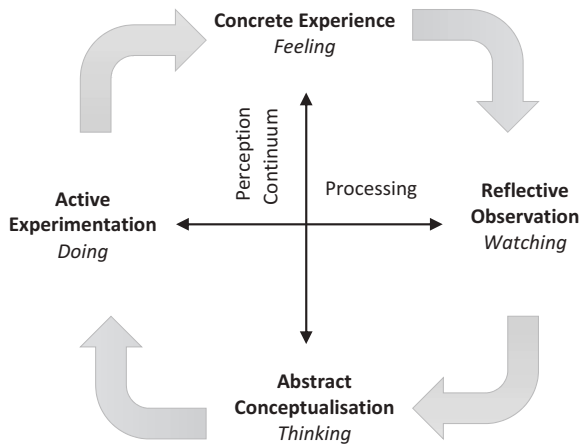 Concrete Experience
Feeling
Perception
Continuum
Processing
Active
Experimentation
Doing
Reflective
Observation
Watching
Abstract
Conceptualisation
Thinking